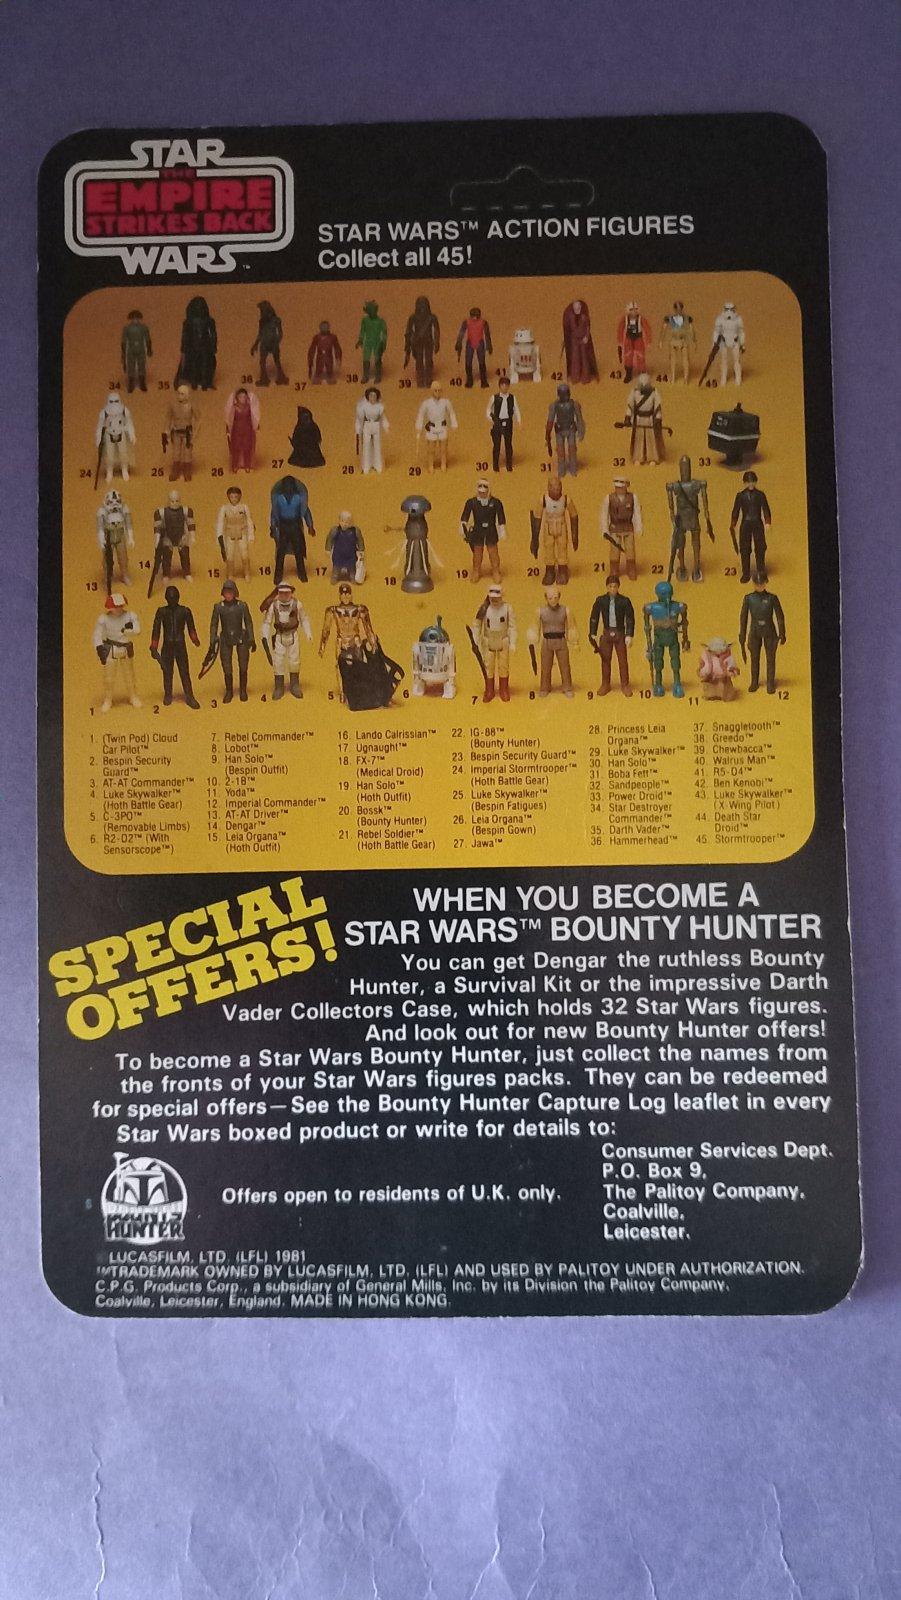 STAR
THE
EMPIRE
STRIKES BACK
WARS™
STAR WARS™ ACTION FIGURES
Collect all 45!
34 35 36 37 38 39 40 41 42 43 44 45
24 25 26 27 28 29 30 31 32 33
13 14 15 16 17 18 19 20 21 22 23
1 2 3 4 5 6 7 8 9 10 11 12
1. (Twin Pod) Cloud
Car Pilot™
2. Bespin Security
Guard™
3. AT-AT Commander™
4. Luke Skywalker™
(Hoth Battle Gear)
5. C-3PO™
(Removable Limbs)
6. R2-D2™ (With
Sensorscope™)
7. Rebel Commander™
8. Lobot™
9. Han Solo™
(Bespin Outfit)
10. 2-1B™
11. Yoda™
12. Imperial Commander™
13. AT-AT Driver™
14. Dengar™
15. Leia Organa™
(Hoth Outfit)
16. Lando Calrissian™
17. Ugnaught™
18. FX-7™
(Medical Droid)
19. Han Solo™
(Hoth Outfit)
20. Bossk™
(Bounty Hunter)
21. Rebel Soldier™
(Hoth Battle Gear)
22. IG-88™
(Bounty Hunter)
23. Bespin Security Guard™
24. Imperial Stormtrooper™
(Hoth Battle Gear)
25. Luke Skywalker™
(Bespin Fatigues)
26. Leia Organa™
(Bespin Gown)
27. Jawa™
28. Princess Leia
Organa™
29. Luke Skywalker™
30. Han Solo™
31. Boba Fett™
32. Sandpeople™
33. Power Droid™
34. Star Destroyer
Commander™
35. Darth Vader™
36. Hammerhead™
37. Snaggletooth™
38. Greedo™
39. Chewbacca™
40. Walrus Man™
41. R5-D4™
42. Ben Kenobi™
43. Luke Skywalker™
(X-Wing Pilot)
44. Death Star
Droid™
45. Stormtrooper™
SPECIAL
OFFERS!
WHEN YOU BECOME A
STAR WARS™ BOUNTY HUNTER
You can get Dengar the ruthless Bounty
Hunter, a Survival Kit or the impressive Darth
Vader Collectors Case, which holds 32 Star Wars figures.
And look out for new Bounty Hunter offers!
To become a Star Wars Bounty Hunter, just collect the names from
the fronts of your Star Wars figures packs. They can be redeemed
for special offers—See the Bounty Hunter Capture Log leaflet in every
Star Wars boxed product or write for details to:
Consumer Services Dept.
P.O. Box 9,
The Palitoy Company,
Coalville,
Leicester.
Offers open to residents of U.K. only.
BOUNTY
HUNTER
LUCASFILM, LTD. (LFL) 1981
™TRADEMARK OWNED BY LUCASFILM, LTD. (LFL) AND USED BY PALITOY UNDER AUTHORIZATION.
C.P.G. Products Corp., a subsidiary of General Mills, Inc. by its Division the Palitoy Company,
Coalville, Leicester, England. MADE IN HONG KONG.